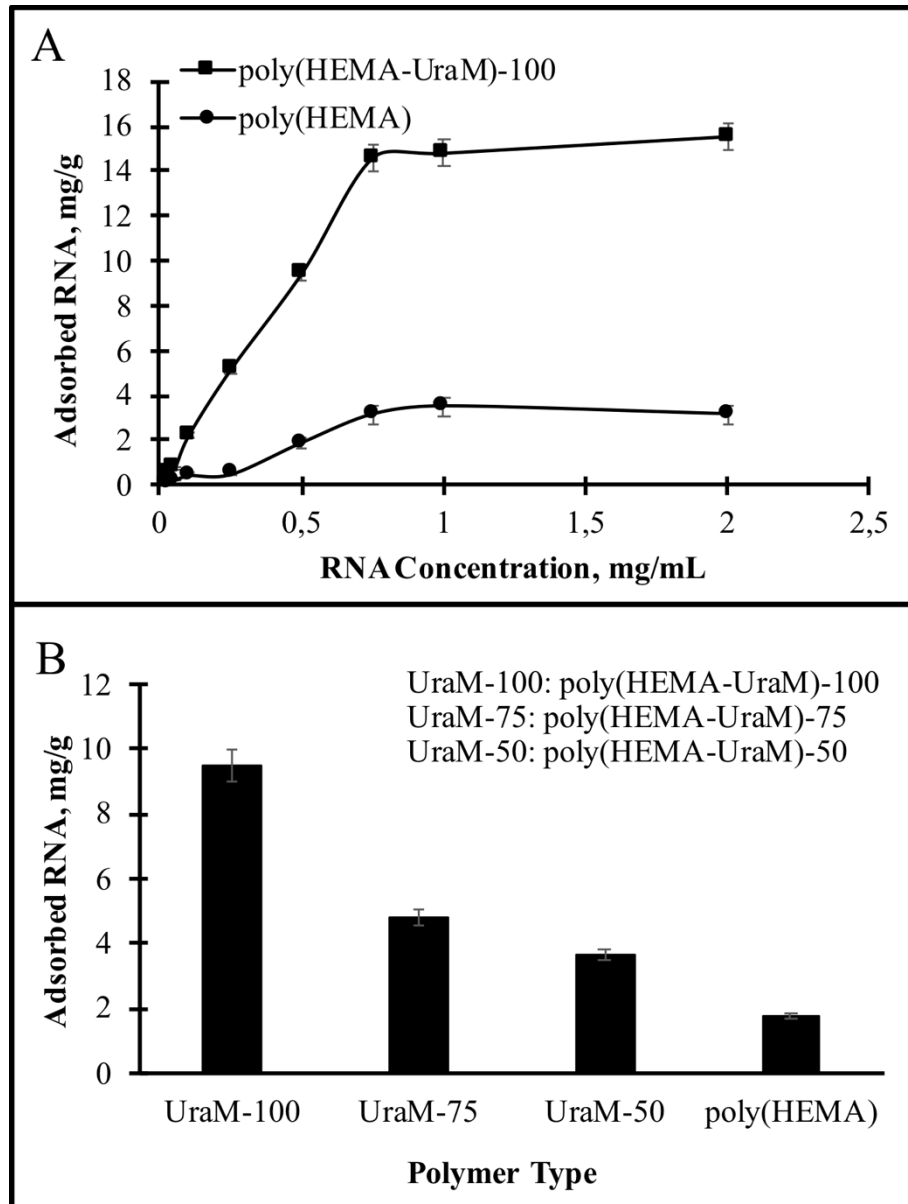 A
poly(HEMA-UraM)-100
poly(HEMA)
18
16
14
12
10
8
6
4
2
0
Adsorbed RNA, mg/g
0 0,5 1 1,5 2 2,5
RNA Concentration, mg/mL
B
UraM-100: poly(HEMA-UraM)-100
UraM-75: poly(HEMA-UraM)-75
UraM-50: poly(HEMA-UraM)-50
12
10
8
6
4
2
0
Adsorbed RNA, mg/g
UraM-100 UraM-75 UraM-50 poly(HEMA)
Polymer Type